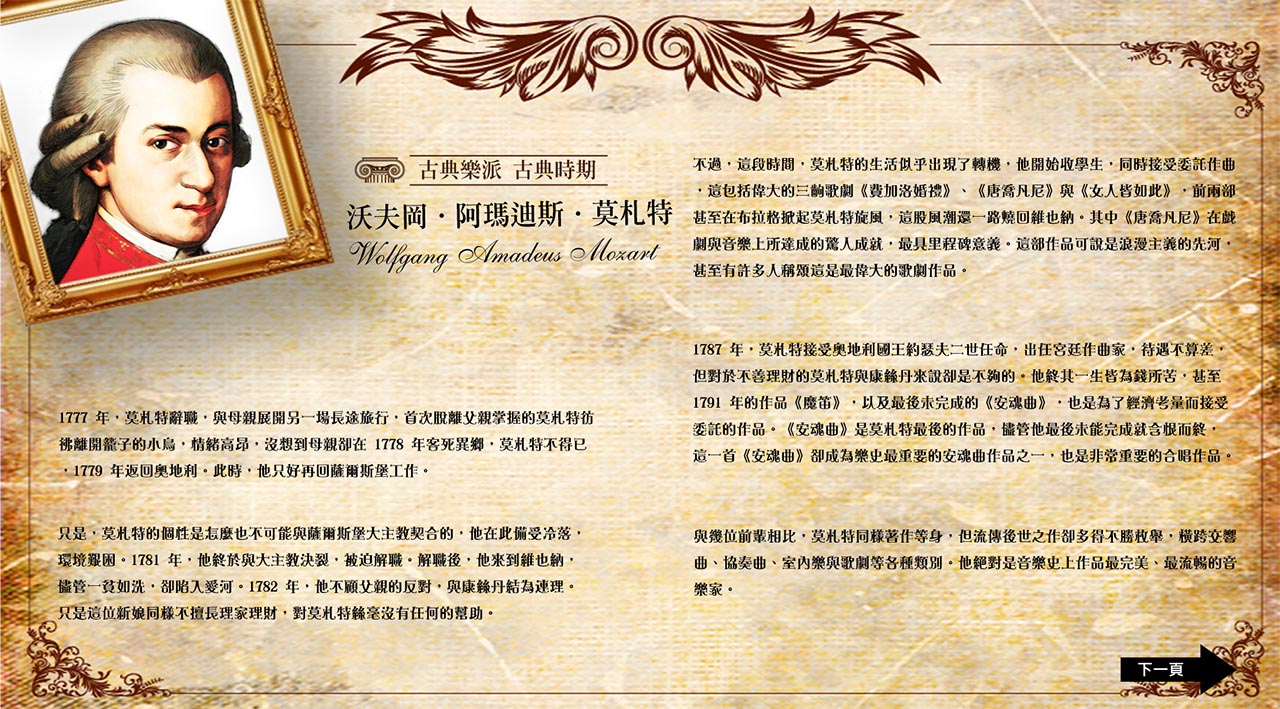 古典樂派 古典時期
沃夫岡・阿瑪迪斯・莫札特
Wolfgang Amadeus Mozart
1777 年，莫札特辭職，與母親展開另一場長途旅行，首次脫離父親掌握的莫札特彷
彿離開籠子的小鳥，情緒高昂，沒想到母親卻在 1778 年客死異鄉，莫札特不得已
，1779 年返回奧地利。此時，他只好再回薩爾斯堡工作。
只是，莫札特的個性是怎麼也不可能與薩爾斯堡大主教契合的，他在此備受冷落，
環境艱困。1781 年，他終於與大主教決裂，被迫解職。解職後，他來到維也納，
儘管一貧如洗，卻陷入愛河。1782 年，他不顧父親的反對，與康絲丹結為連理。
只是這位新娘同樣不擅長理家理財，對莫札特絲毫沒有任何的幫助。
不過，這段時間，莫札特的生活似乎出現了轉機，他開始收學生，同時接受委託作曲
，這包括偉大的三齣歌劇《費加洛婚禮》、《唐喬凡尼》與《女人皆如此》，前兩部
甚至在布拉格掀起莫札特旋風，這股風潮還一路燒回維也納。其中《唐喬凡尼》在戲
劇與音樂上所達成的驚人成就，最具里程碑意義。這部作品可說是浪漫主義的先河，
甚至有許多人稱頌這是最偉大的歌劇作品。
1787 年，莫札特接受奧地利國王約瑟夫二世任命，出任宮廷作曲家，待遇不算差，
但對於不善理財的莫札特與康絲丹來說卻是不夠的。他終其一生皆為錢所苦，甚至
1791 年的作品《魔笛》，以及最後未完成的《安魂曲》，也是為了經濟考量而接受
委託的作品。《安魂曲》是莫札特最後的作品，儘管他最後未能完成就含恨而終，
這一首《安魂曲》卻成為樂史最重要的安魂曲作品之一，也是非常重要的合唱作品。
與幾位前輩相比，莫札特同樣著作等身，但流傳後世之作卻多得不勝枚舉，橫跨交響
曲、協奏曲、室內樂與歌劇等各種類別。他絕對是音樂史上作品最完美、最流暢的音
樂家。
下一頁